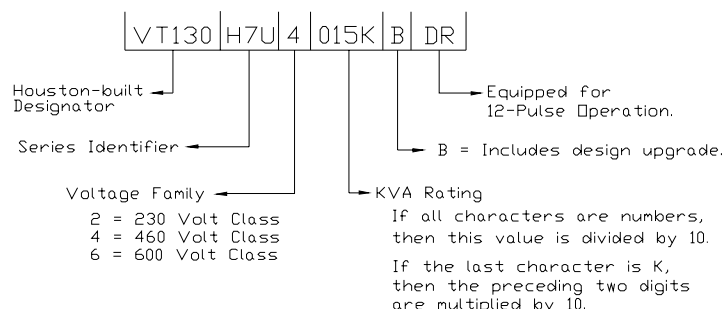 VT130 H7U 4 015K B DR
Houston-built
Designator
Equipped for
12-Pulse Operation.
Series Identifier
B = Includes design upgrade.
Voltage Family
2 = 230 Volt Class
4 = 460 Volt Class
6 = 600 Volt Class
KVA Rating
If all characters are numbers,
then this value is divided by 10.
If the last character is K,
then the preceding two digits
are multiplied by 10.